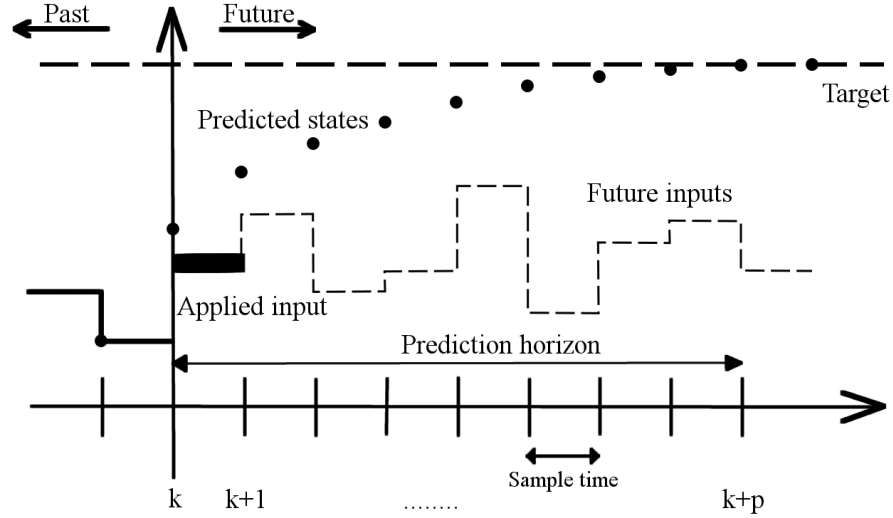 Past
Future
Target
Predicted states
Future inputs
Applied input
Prediction horizon
Sample time
k
k+1
........
k+p